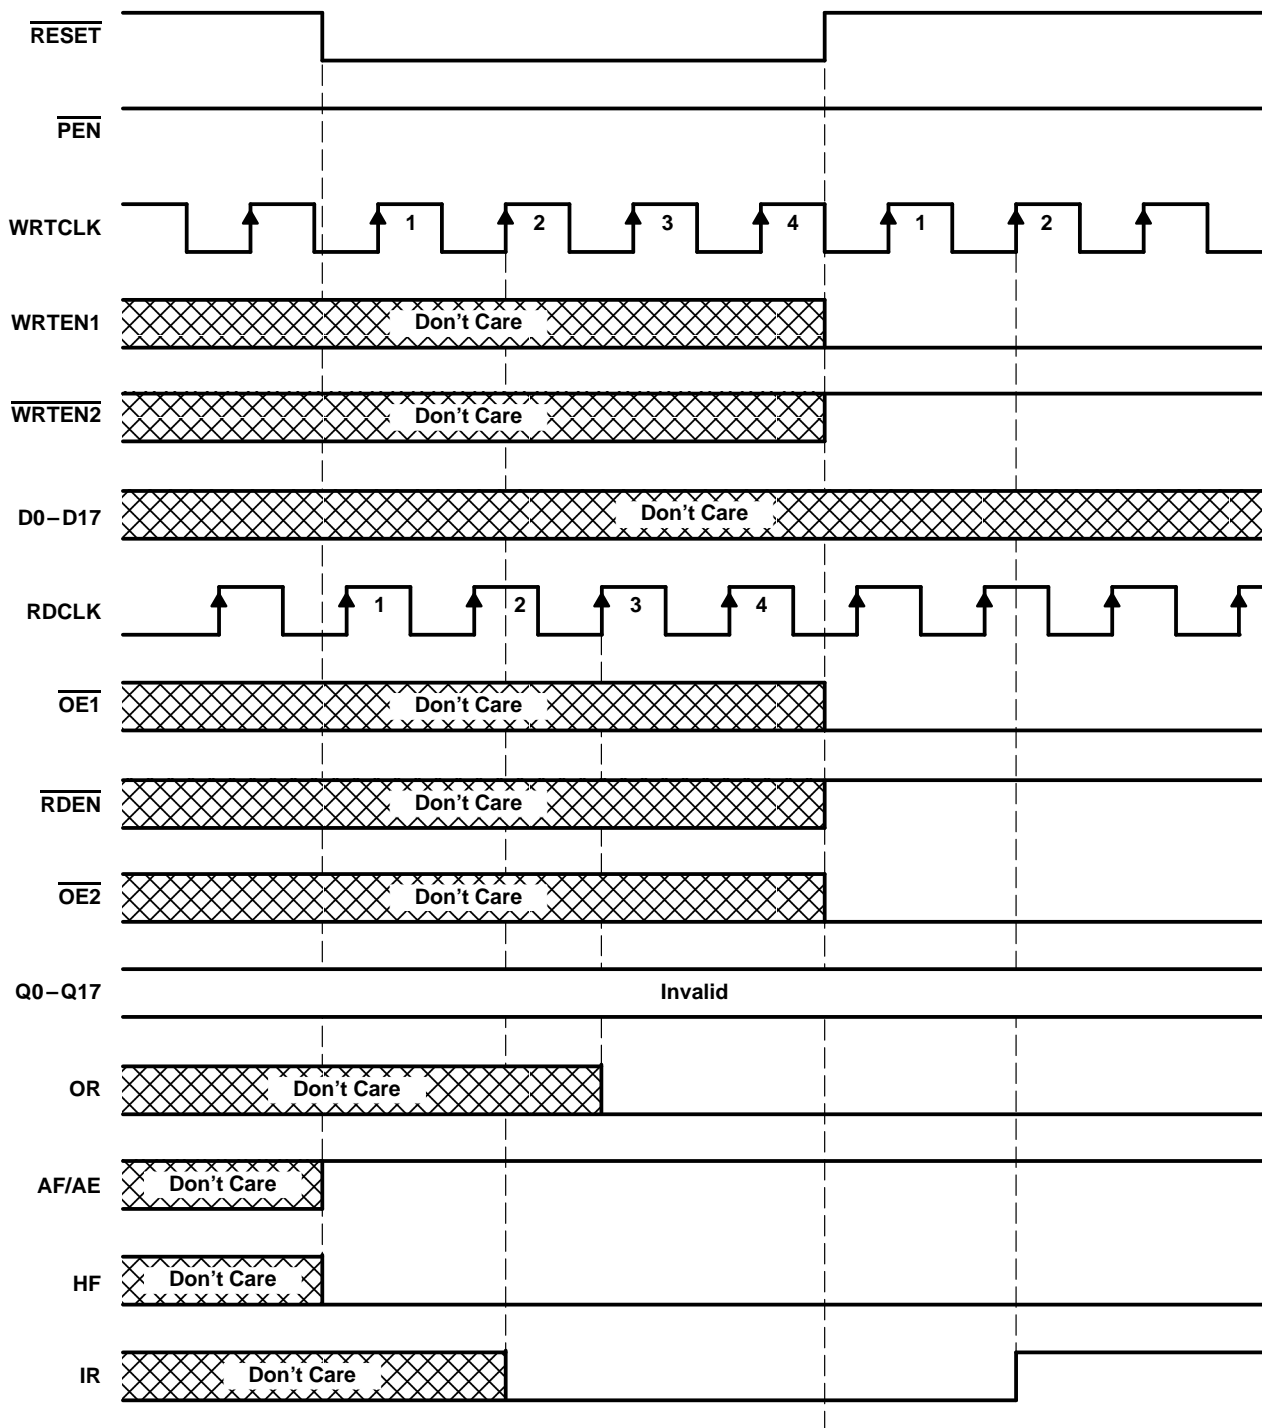 RESET
PEN
WRTCLK 1 2 3 4 1 2
WRTEN1 Don't Care
WRTEN2 Don't Care
D0–D17 Don't Care
RDCLK 1 2 3 4
OE1 Don't Care
RDEN Don't Care
OE2 Don't Care
Q0–Q17 Invalid
OR Don't Care
AF/AE Don't Care
HF Don't Care
IR Don't Care